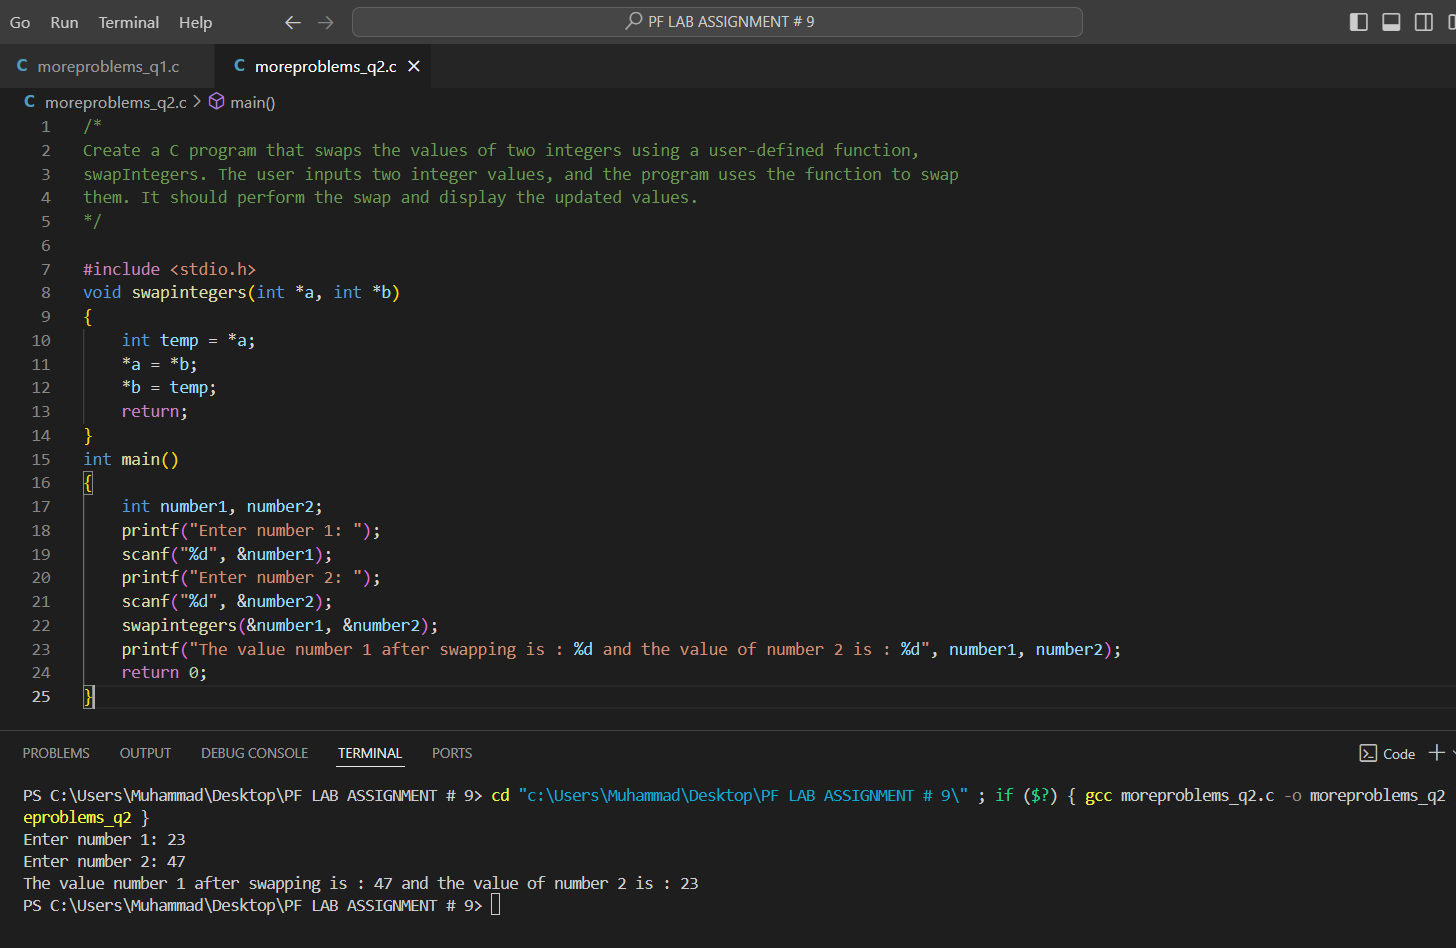 Go Run Terminal Help PF LAB ASSIGNMENT # 9
C moreproblems_q1.c C moreproblems_q2.c
C moreproblems_q2.c > main()
1 /*
2 Create a C program that swaps the values of two integers using a user-defined function,
3 swapIntegers. The user inputs two integer values, and the program uses the function to swap
4 them. It should perform the swap and display the updated values.
5 */
6
7 #include <stdio.h>
8 void swapintegers(int *a, int *b)
9 {
10 int temp = *a;
11 *a = *b;
12 *b = temp;
13 return;
14 }
15 int main()
16 {
17 int number1, number2;
18 printf("Enter number 1: ");
19 scanf("%d", &number1);
20 printf("Enter number 2: ");
21 scanf("%d", &number2);
22 swapintegers(&number1, &number2);
23 printf("The value number 1 after swapping is : %d and the value of number 2 is : %d", number1, number2);
24 return 0;
25 }
PROBLEMS OUTPUT DEBUG CONSOLE TERMINAL PORTS Code
PS C:\Users\Muhammad\Desktop\PF LAB ASSIGNMENT # 9> cd "c:\Users\Muhammad\Desktop\PF LAB ASSIGNMENT # 9\" ; if ($?) { gcc moreproblems_q2.c -o moreproblems_q2
eproblems_q2 }
Enter number 1: 23
Enter number 2: 47
The value number 1 after swapping is : 47 and the value of number 2 is : 23
PS C:\Users\Muhammad\Desktop\PF LAB ASSIGNMENT # 9>